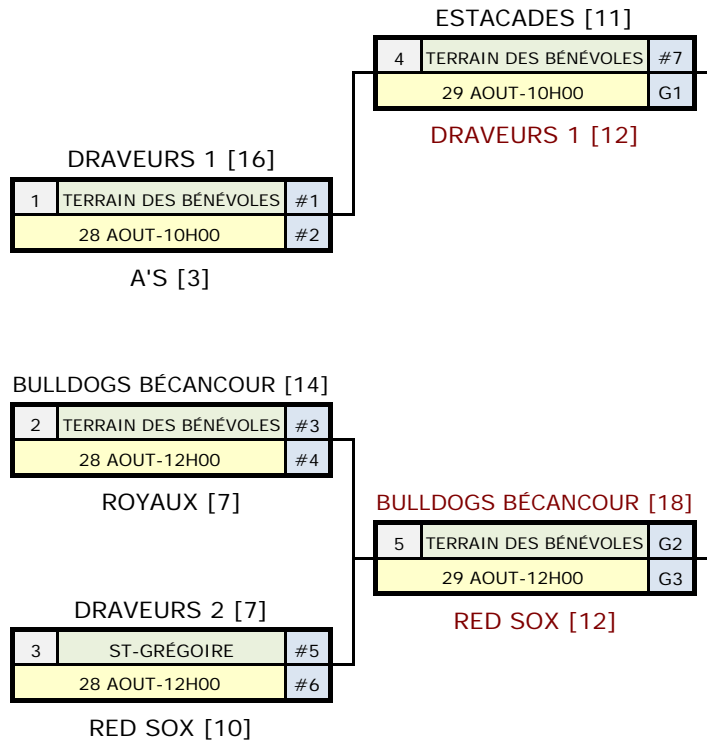 ESTACADES [11]
4 TERRAIN DES BÉNÉVOLES #7
29 AOUT-10H00 G1
DRAVEURS 1 [12]
DRAVEURS 1 [16]
1 TERRAIN DES BÉNÉVOLES #1
28 AOUT-10H00 #2
A'S [3]
BULLDOGS BÉCANCOUR [14]
2 TERRAIN DES BÉNÉVOLES #3
28 AOUT-12H00 #4
ROYAUX [7]
BULLDOGS BÉCANCOUR [18]
5 TERRAIN DES BÉNÉVOLES G2
29 AOUT-12H00 G3
RED SOX [12]
DRAVEURS 2 [7]
3 ST-GRÉGOIRE #5
28 AOUT-12H00 #6
RED SOX [10]